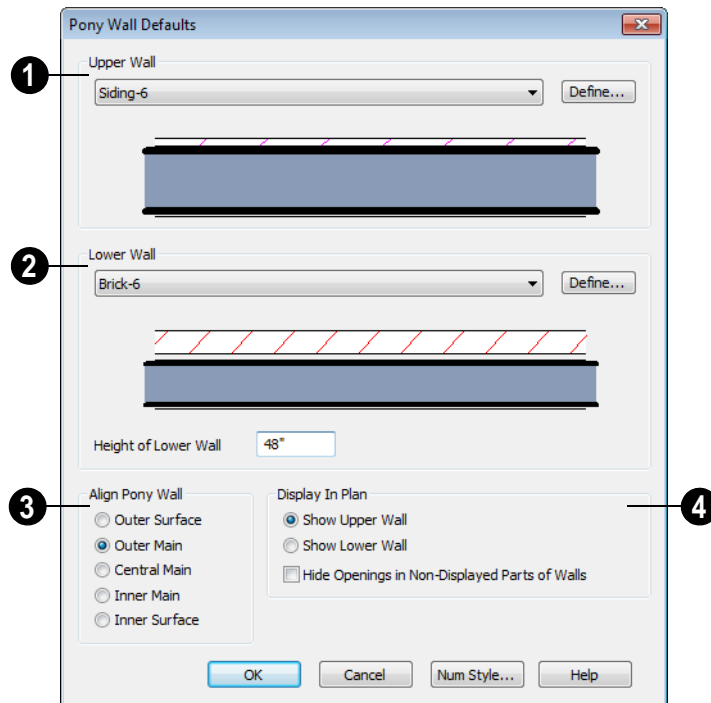 Pony Wall Defaults
1
Upper Wall
Siding-6
Define...
2
Lower Wall
Brick-6
Define...
Height of Lower Wall
48"
3
Align Pony Wall
Outer Surface
Outer Main
Central Main
Inner Main
Inner Surface
Display In Plan
4
Show Upper Wall
Show Lower Wall
Hide Openings in Non-Displayed Parts of Walls
OK
Cancel
Num Style...
Help